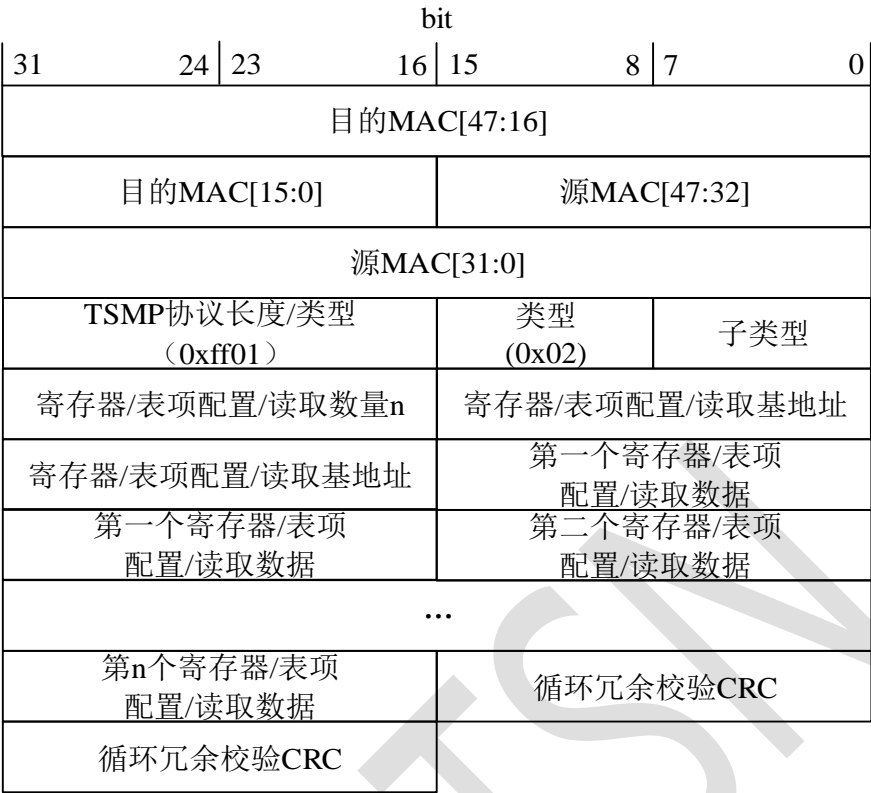 bit
31 24 23 16 15 8 7 0
目的MAC[47:16]
目的MAC[15:0] 源MAC[47:32]
源MAC[31:0]
TSMP协议长度/类型
（0xff01）
类型
(0x02)
子类型
寄存器/表项配置/读取数量n
寄存器/表项配置/读取基地址
寄存器/表项配置/读取基地址
第一个寄存器/表项
配置/读取数据
第一个寄存器/表项
配置/读取数据
第二个寄存器/表项
配置/读取数据
...
第n个寄存器/表项
配置/读取数据
循环冗余校验CRC
循环冗余校验CRC
TSN